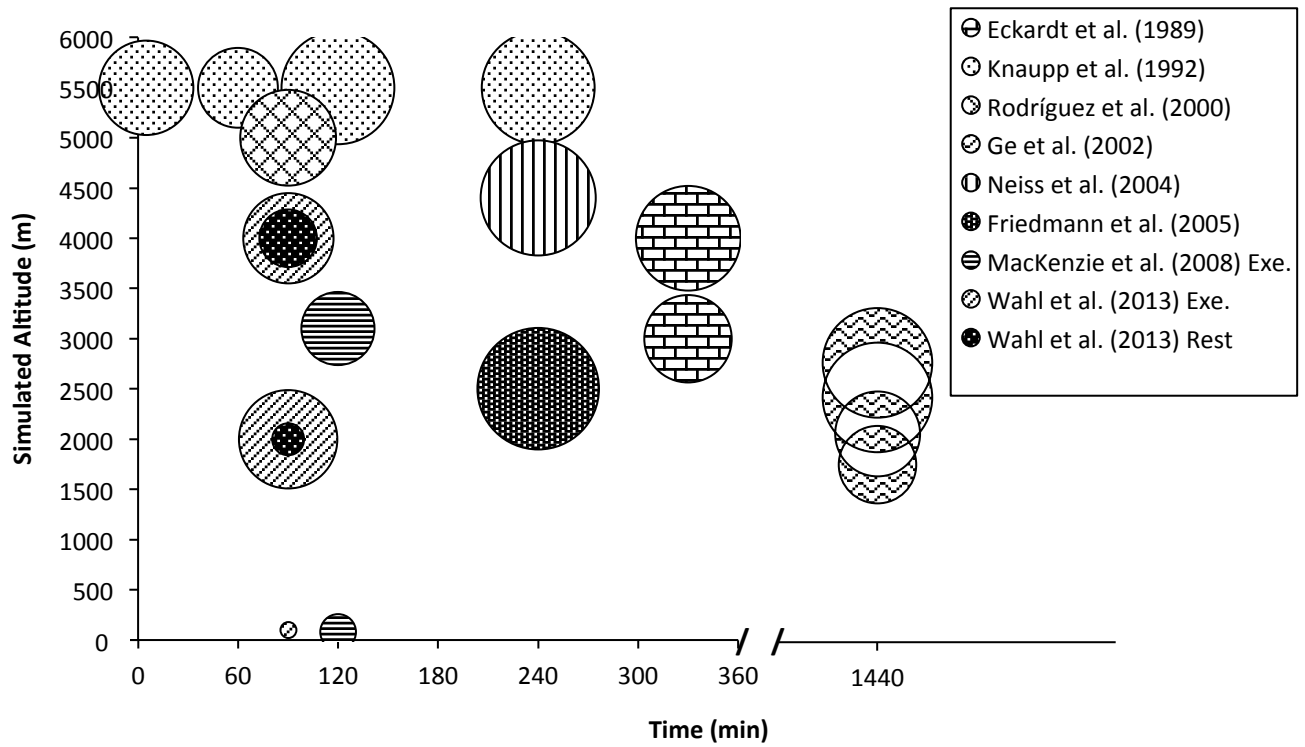 6000
5500
5000
4500
4000
3500
3000
2500
2000
1500
1000
500
0
Simulated Altitude (m)
0 60 120 180 240 300 360 1440
Time (min)
Eckardt et al. (1989)
Knaupp et al. (1992)
Rodríguez et al. (2000)
Ge et al. (2002)
Neiss et al. (2004)
Friedmann et al. (2005)
MacKenzie et al. (2008) Exe.
Wahl et al. (2013) Exe.
Wahl et al. (2013) Rest